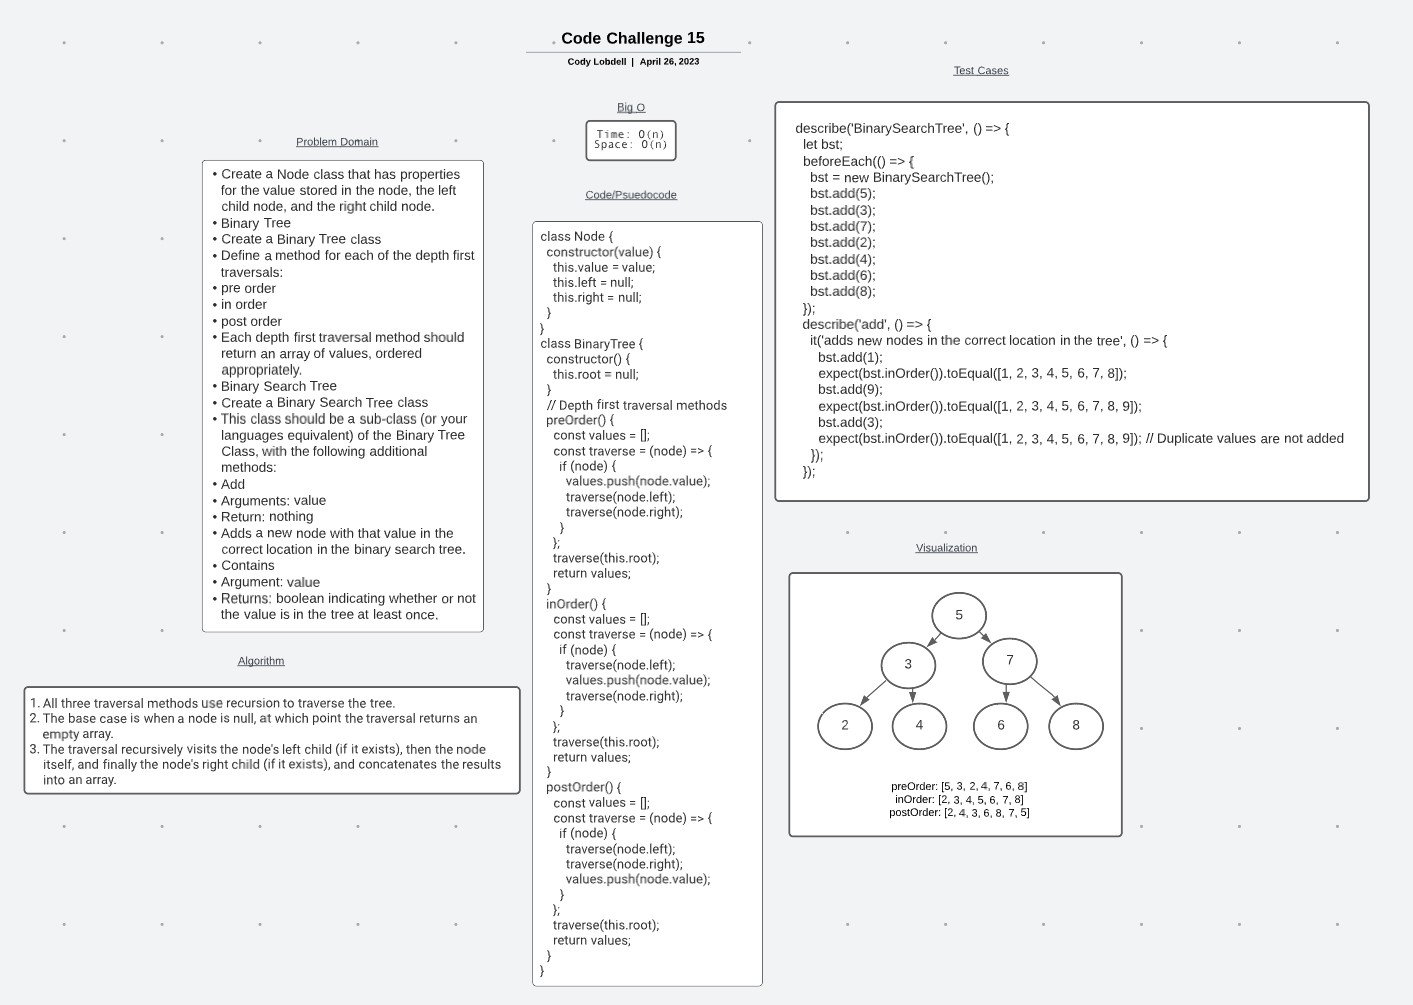 Code Challenge 15
Cody Lobdell | April 26, 2023
Big O
Time: O(n)
Space: O(n)
Problem Domain
• Create a Node class that has properties
for the value stored in the node, the left
child node, and the right child node.
• Binary Tree
• Create a Binary Tree class
• Define a method for each of the depth first
traversals:
• pre order
• in order
• post order
• Each depth first traversal method should
return an array of values, ordered
appropriately.
• Binary Search Tree
• Create a Binary Search Tree class
• This class should be a sub-class (or your
languages equivalent) of the Binary Tree
Class, with the following additional
methods:
• Add
• Arguments: value
• Return: nothing
• Adds a new node with that value in the
correct location in the binary search tree.
• Contains
• Argument: value
• Returns: boolean indicating whether or not
the value is in the tree at least once.
Algorithm
1. All three traversal methods use recursion to traverse the tree.
2. The base case is when a node is null, at which point the traversal returns an
empty array.
3. The traversal recursively visits the node's left child (if it exists), then the node
itself, and finally the node's right child (if it exists), and concatenates the results
into an array.
Code/Psuedocode
class Node {
constructor(value) {
this.value = value;
this.left = null;
this.right = null;
}
}
class BinaryTree {
constructor() {
this.root = null;
}
// Depth first traversal methods
preOrder() {
const values = [];
const traverse = (node) => {
if (node) {
values.push(node.value);
traverse(node.left);
traverse(node.right);
}
};
traverse(this.root);
return values;
}
inOrder() {
const values = [];
const traverse = (node) => {
if (node) {
traverse(node.left);
values.push(node.value);
traverse(node.right);
}
};
traverse(this.root);
return values;
}
postOrder() {
const values = [];
const traverse = (node) => {
if (node) {
traverse(node.left);
traverse(node.right);
values.push(node.value);
}
};
traverse(this.root);
return values;
}
}
Test Cases
describe('BinarySearchTree', () => {
let bst;
beforeEach(() => {
bst = new BinarySearchTree();
bst.add(5);
bst.add(3);
bst.add(7);
bst.add(2);
bst.add(4);
bst.add(6);
bst.add(8);
});
describe('add', () => {
it('adds new nodes in the correct location in the tree', () => {
bst.add(1);
expect(bst.inOrder()).toEqual([1, 2, 3, 4, 5, 6, 7, 8]);
bst.add(9);
expect(bst.inOrder()).toEqual([1, 2, 3, 4, 5, 6, 7, 8, 9]);
bst.add(3);
expect(bst.inOrder()).toEqual([1, 2, 3, 4, 5, 6, 7, 8, 9]); // Duplicate values are not added
});
});
Visualization
5
3 7
2 4 6 8
preOrder: [5, 3, 2, 4, 7, 6, 8]
inOrder: [2, 3, 4, 5, 6, 7, 8]
postOrder: [2, 4, 3, 6, 8, 7, 5]